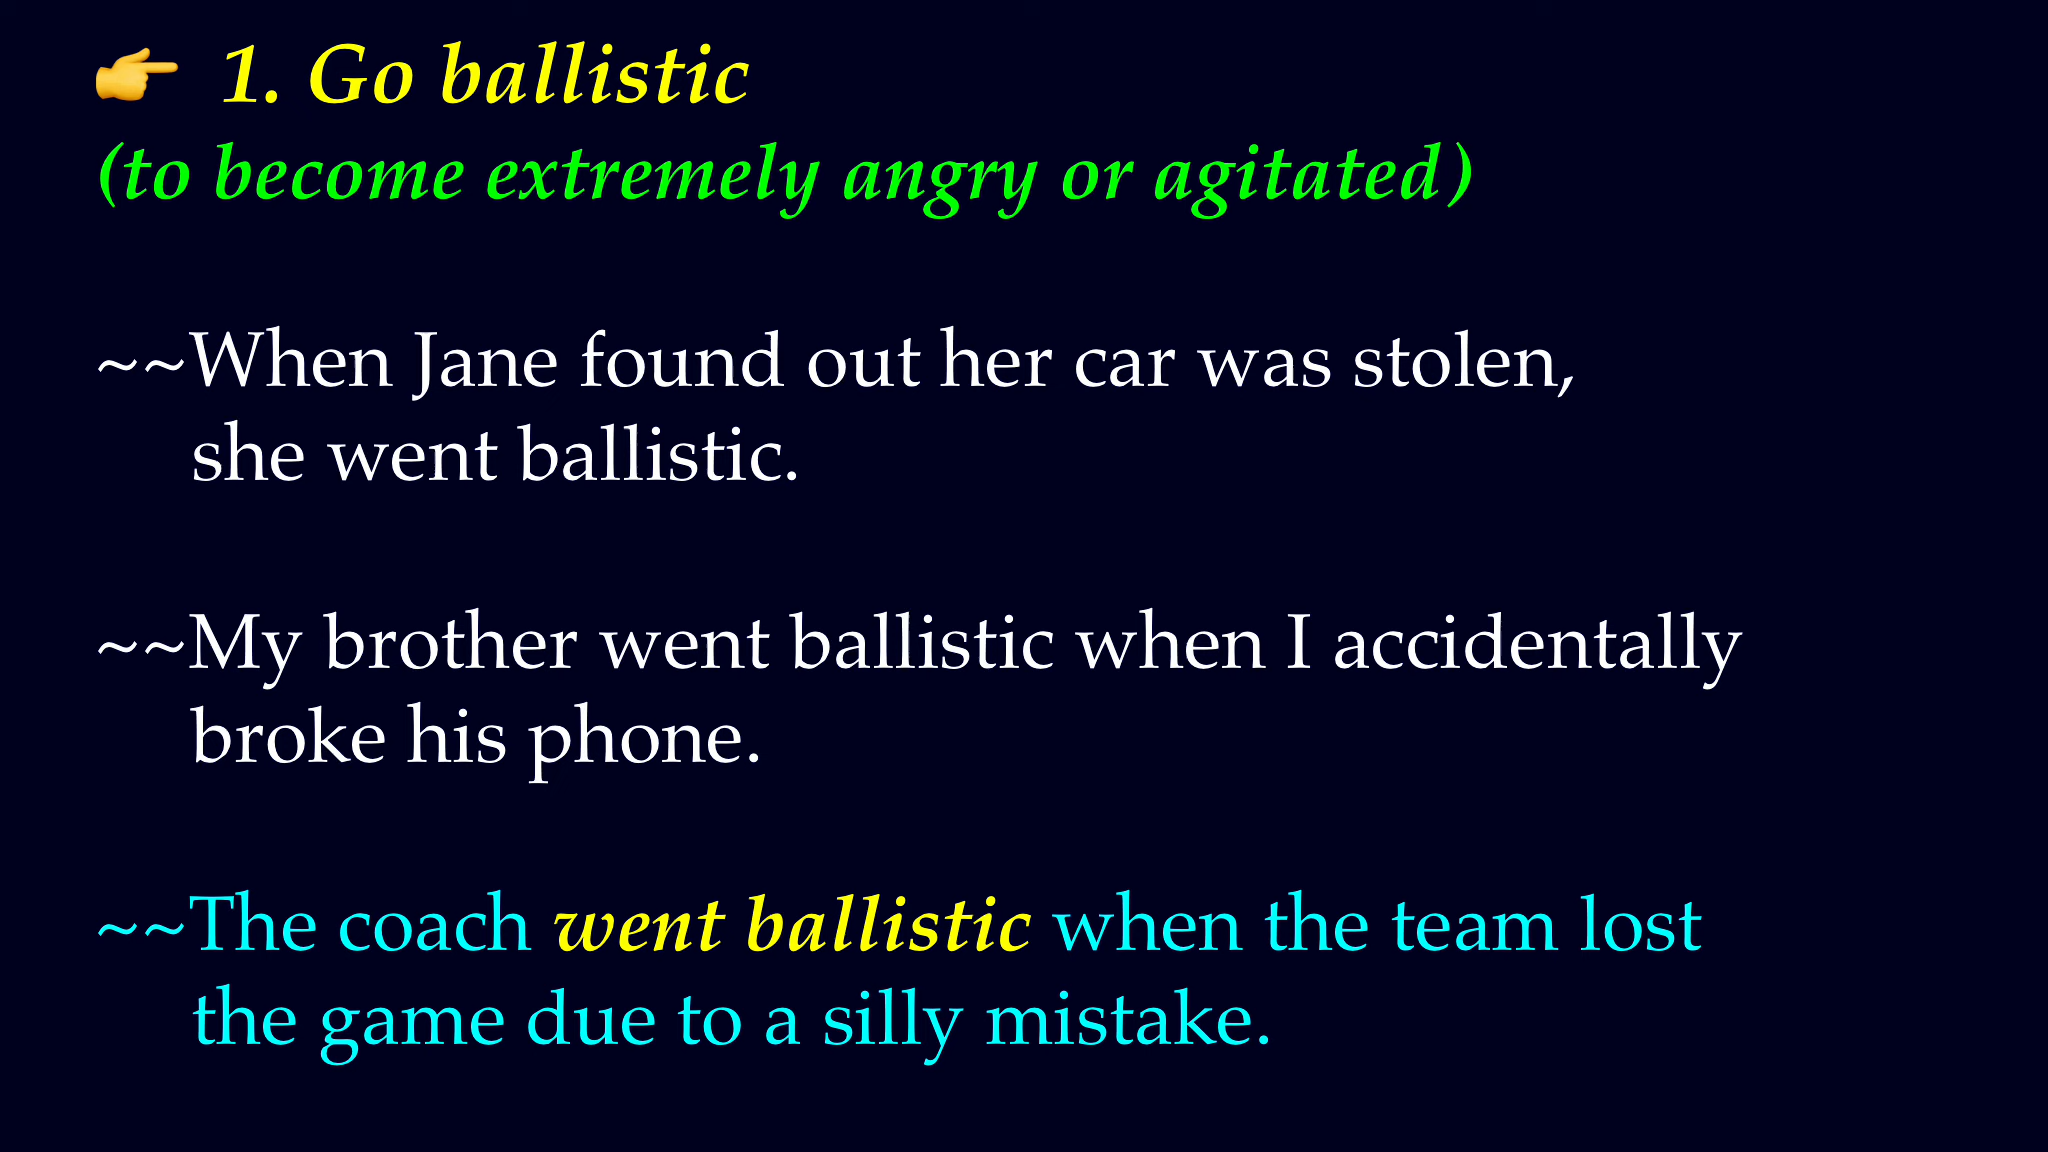 👉 1. Go ballistic
(to become extremely angry or agitated)
~~When Jane found out her car was stolen,
she went ballistic.
~~My brother went ballistic when I accidentally
broke his phone.
~~The coach went ballistic when the team lost
the game due to a silly mistake.